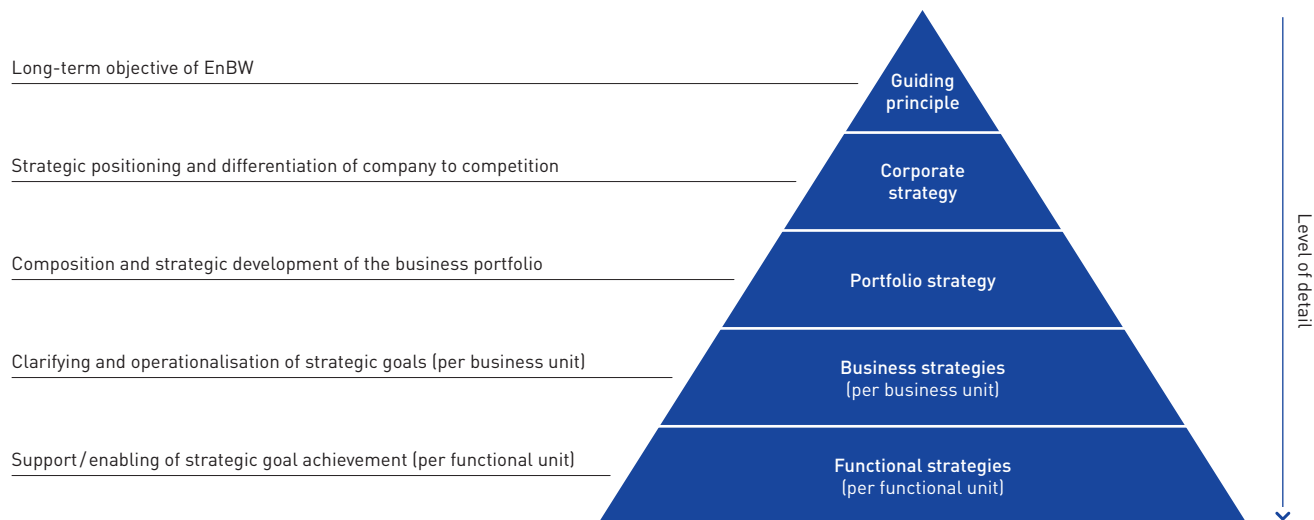 Long-term objective of EnBW
Guiding
principle
Strategic positioning and differentiation of company to competition
Corporate
strategy
Composition and strategic development of the business portfolio
Portfolio strategy
Clarifying and operationalisation of strategic goals (per business unit)
Business strategies
(per business unit)
Support/enabling of strategic goal achievement (per functional unit)
Functional strategies
(per functional unit)
Level of detail